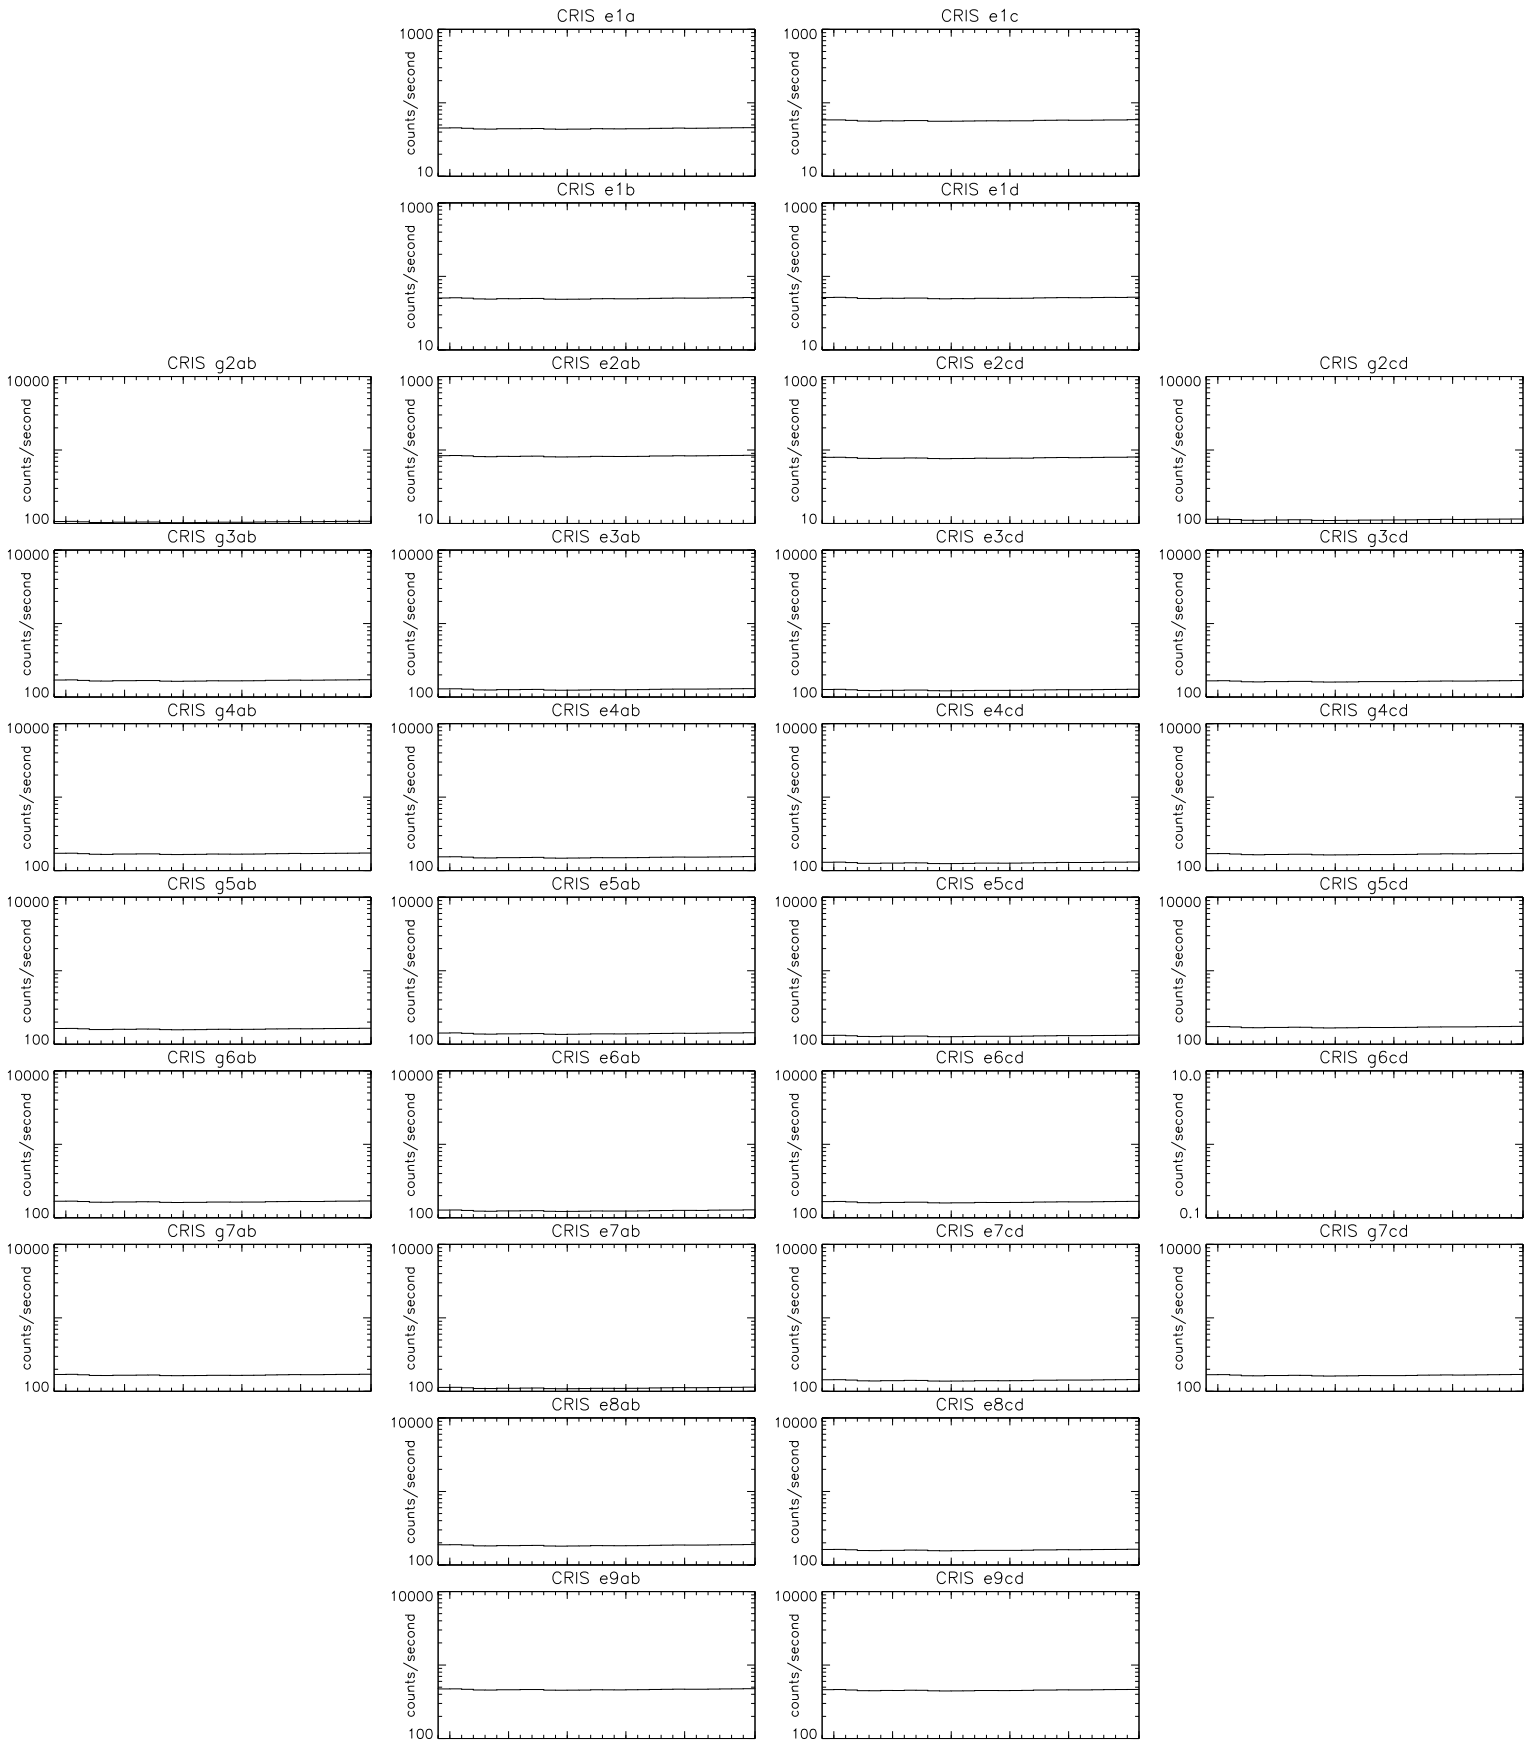 CRIS e1a CRIS e1c
1000 1000
counts/second counts/second
10 10
CRIS e1b CRIS e1d
1000 1000
counts/second counts/second
10 10
CRIS g2ab CRIS e2ab CRIS e2cd CRIS g2cd
10000 1000 1000 10000
counts/second counts/second counts/second counts/second
100 10 10 100
CRIS g3ab CRIS e3ab CRIS e3cd CRIS g3cd
10000 10000 10000 10000
counts/second counts/second counts/second counts/second
100 100 100 100
CRIS g4ab CRIS e4ab CRIS e4cd CRIS g4cd
10000 10000 10000 10000
counts/second counts/second counts/second counts/second
100 100 100 100
CRIS g5ab CRIS e5ab CRIS e5cd CRIS g5cd
10000 10000 10000 10000
counts/second counts/second counts/second counts/second
100 100 100 100
CRIS g6ab CRIS e6ab CRIS e6cd CRIS g6cd
10000 10000 10000 10.0
counts/second counts/second counts/second counts/second
100 100 100 0.1
CRIS g7ab CRIS e7ab CRIS e7cd CRIS g7cd
10000 10000 10000 10000
counts/second counts/second counts/second counts/second
100 100 100 100
CRIS e8ab CRIS e8cd
10000 10000
counts/second counts/second
100 100
CRIS e9ab CRIS e9cd
10000 10000
counts/second counts/second
100 100